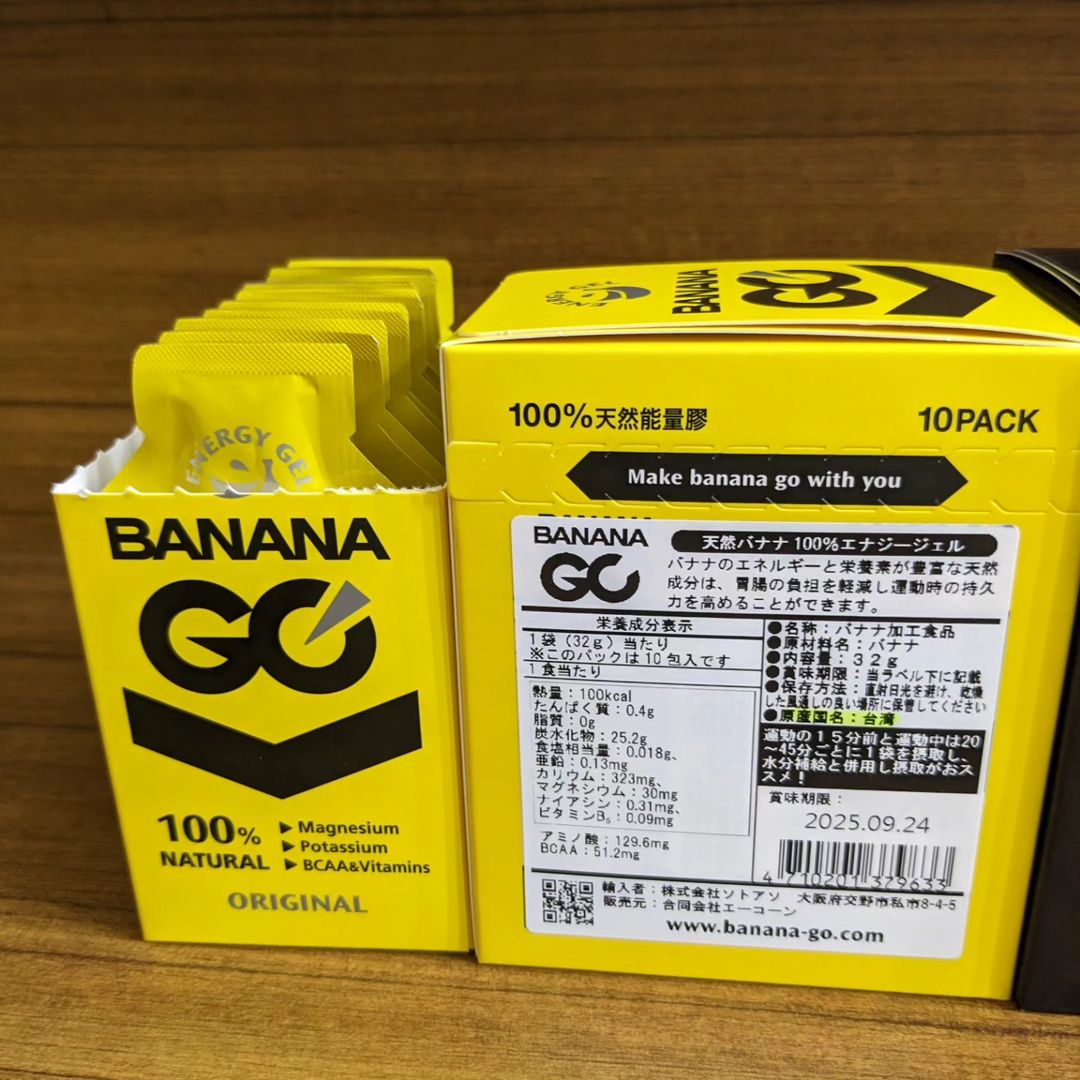 ENERGY GEL
BANANA
GO
100%
NATURAL
▶ Magnesium
▶ Potassium
▶ BCAA&Vitamins
ORIGINAL
ENERGY GEL
BANANA
GO
100%天然能量膠
10PACK
Make banana go with you
BANANA
GO
天然バナナ100%エナジージェル
バナナのエネルギーと栄養素が豊富な天然
成分は、胃腸の負担を軽減し運動時の持久
力を高めることができます。
栄養成分表示
1袋(32g)当たり
※このパックは10包入です
1食当たり
熱量:100kcal
たんぱく質:0.4g
脂質:0g
炭水化物:25.2g
食塩相当量:0.018g、
亜鉛:0.13mg
カリウム:323mg、
マグネシウム:30mg
ナイアシン:0.31mg、
ビタミンB₆:0.09mg
アミノ酸:129.6mg
BCAA:51.2mg
●名称:バナナ加工食品
●原材料名:バナナ
●内容量:32g
●賞味期限:当ラベル下に記載
●保存方法:直射日光を避け、乾燥
した風通しの良い場所に保管してください
●原産国名:台湾
運動の15分前と運動中は20
~45分ごとに1袋を摂取し、
水分補給と併用し摂取がおス
スメ!
賞味期限:
2025.09.24
4 710201 379633
輸入者:株式会社ソトアソ 大阪府交野市私市8-4-5
販売元:合同会社エーコーン
www.banana-go.com